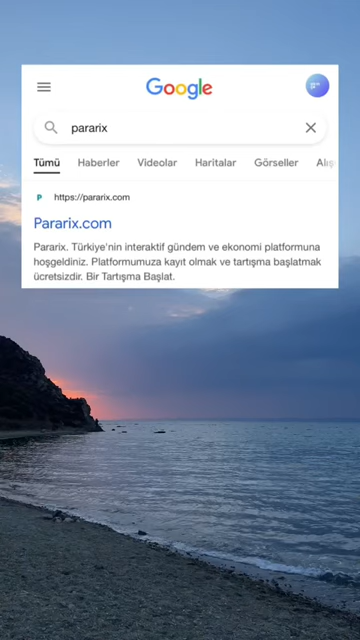 Google
pararix
Tümü Haberler Videolar Haritalar Görseller
https://pararix.com
Pararix.com
Pararix. Türkiye'nin interaktif gündem ve ekonomi platformuna
hoşgeldiniz. Platformumuza kayıt olmak ve tartışma başlatmak
ücretsizdir. Bir Tartışma Başlat.